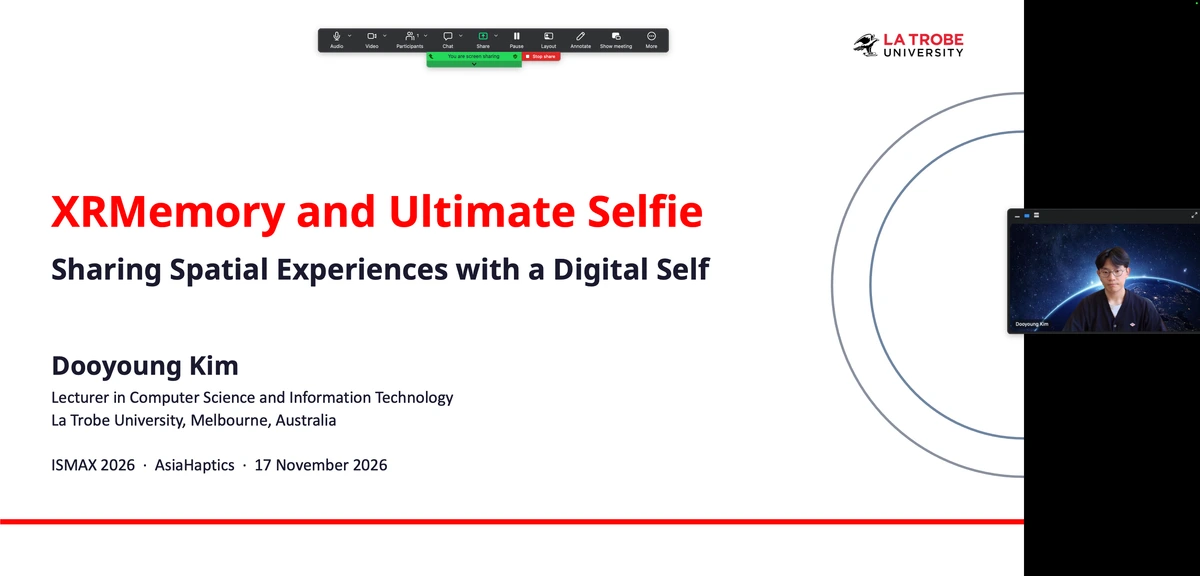 Audio
Video
Participants
1
Chat
Share
Pause
Layout
Annotate
Show meeting
More
You are screen sharing
Stop share
LA TROBE
UNIVERSITY
XRMemory and Ultimate Selfie
Sharing Spatial Experiences with a Digital Self
Dooyoung Kim
Lecturer in Computer Science and Information Technology
La Trobe University, Melbourne, Australia
ISMAX 2026 · AsiaHaptics · 17 November 2026
Dooyoung Kim